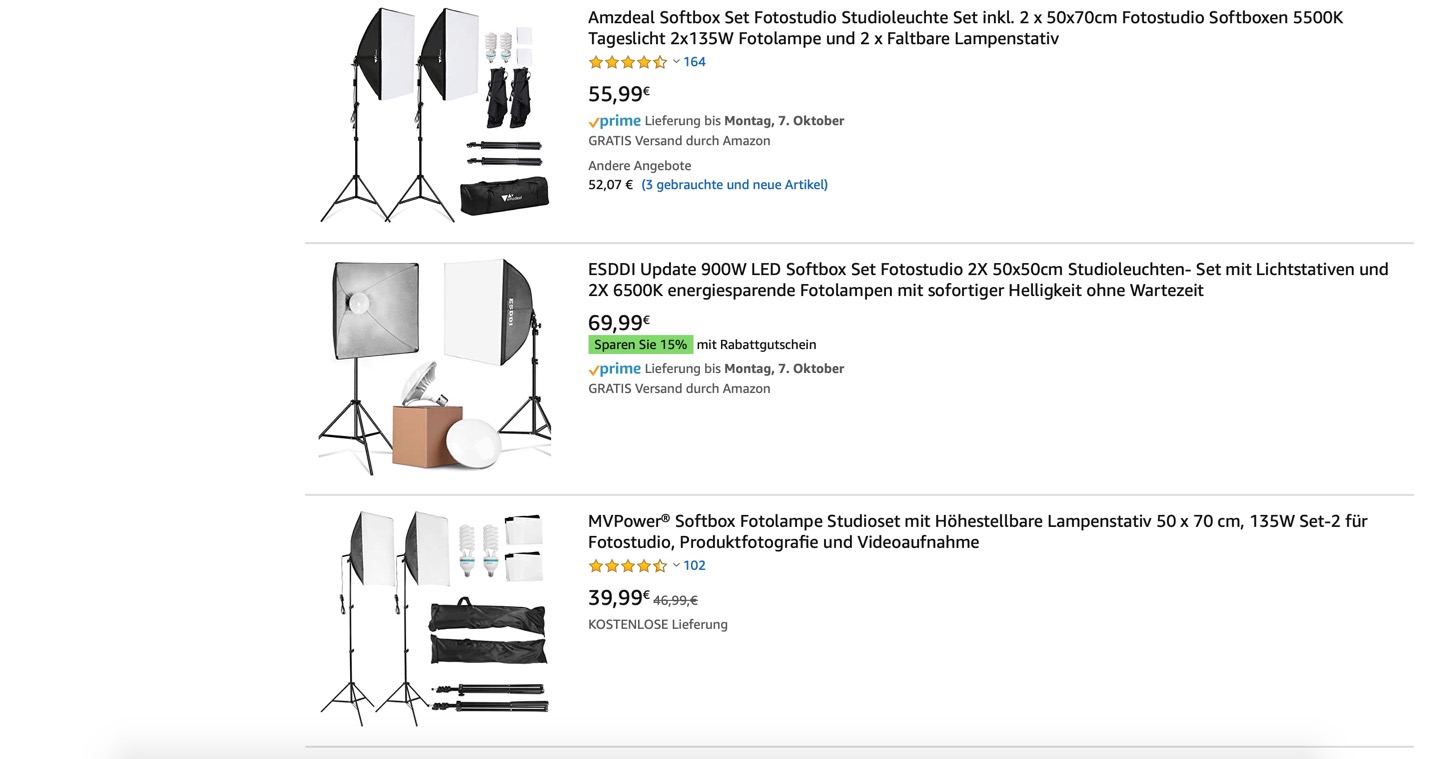 Amzdeal Softbox Set Fotostudio Studioleuchte Set inkl. 2 x 50x70cm Fotostudio Softboxen 5500K
Tageslicht 2x135W Fotolampe und 2 x Faltbare Lampenstativ
164
55,99€
prime Lieferung bis Montag, 7. Oktober
GRATIS Versand durch Amazon
Andere Angebote
52,07 € (3 gebrauchte und neue Artikel)
amzdeal
ESDDI Update 900W LED Softbox Set Fotostudio 2X 50x50cm Studioleuchten- Set mit Lichtstativen und
2X 6500K energiesparende Fotolampen mit sofortiger Helligkeit ohne Wartezeit
ESDDI
69,99€
Sparen Sie 15% mit Rabattgutschein
prime Lieferung bis Montag, 7. Oktober
GRATIS Versand durch Amazon
MVPower® Softbox Fotolampe Studioset mit Höhestellbare Lampenstativ 50 x 70 cm, 135W Set-2 für
Fotostudio, Produktfotografie und Videoaufnahme
102
39,99€ 46,99,€
KOSTENLOSE Lieferung